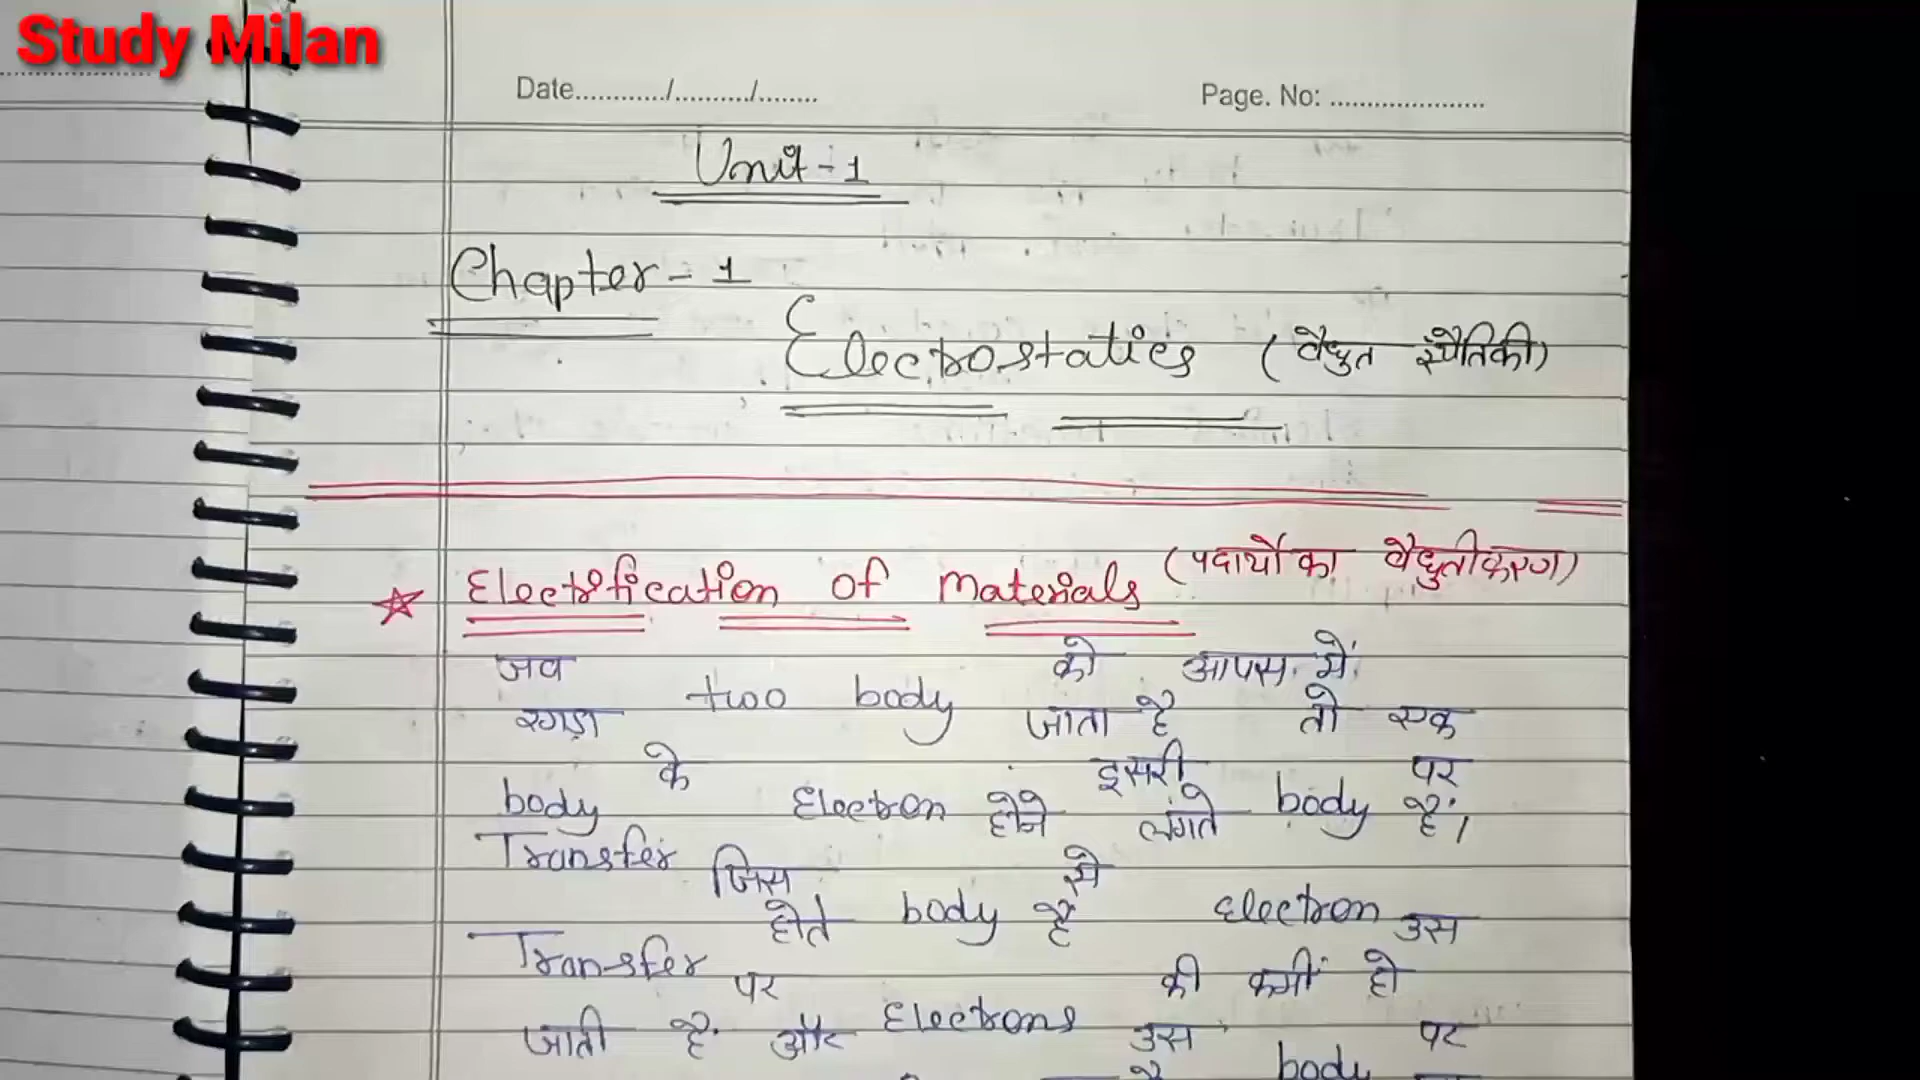 Study Milan
Date............/.........../........
Page. No: ......................
Unit - 1
Chapter - 1
Electrostatics (वैधुत स्थैतिकी)
☆ Electrification of Materials (पदार्थो का वैधुतीकरण)
जब two body को आपस में
रगड़ा जाता है तो एक
body के Electron इसरी body पर
Transfer होने लगते हैं।
जिस body से electron
Transfer होते हैं उस
पर Electrons की कमीं हो
जाती है और उस body पर